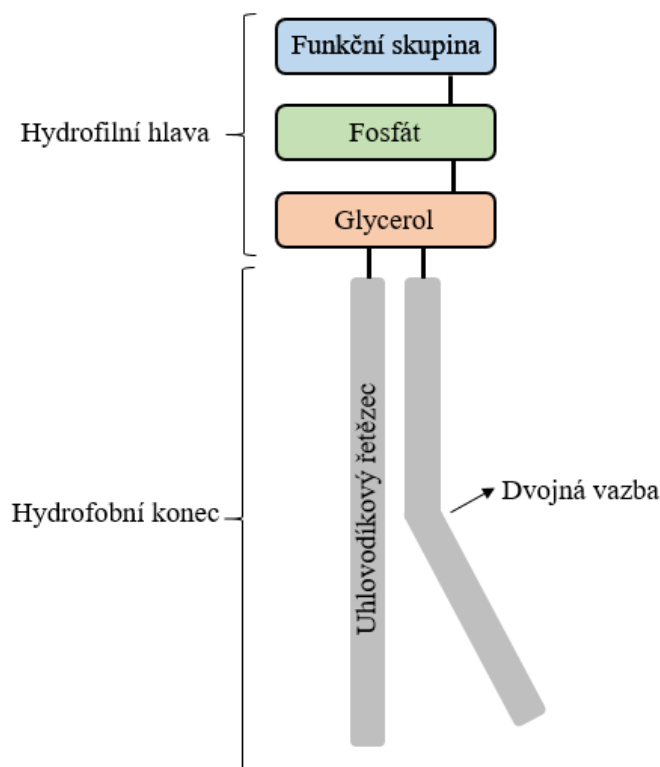 Funkční skupina
Hydrofilní hlava
Fosfát
Glycerol
Uhlovodíkový řetězec
Dvojná vazba
Hydrofobní konec